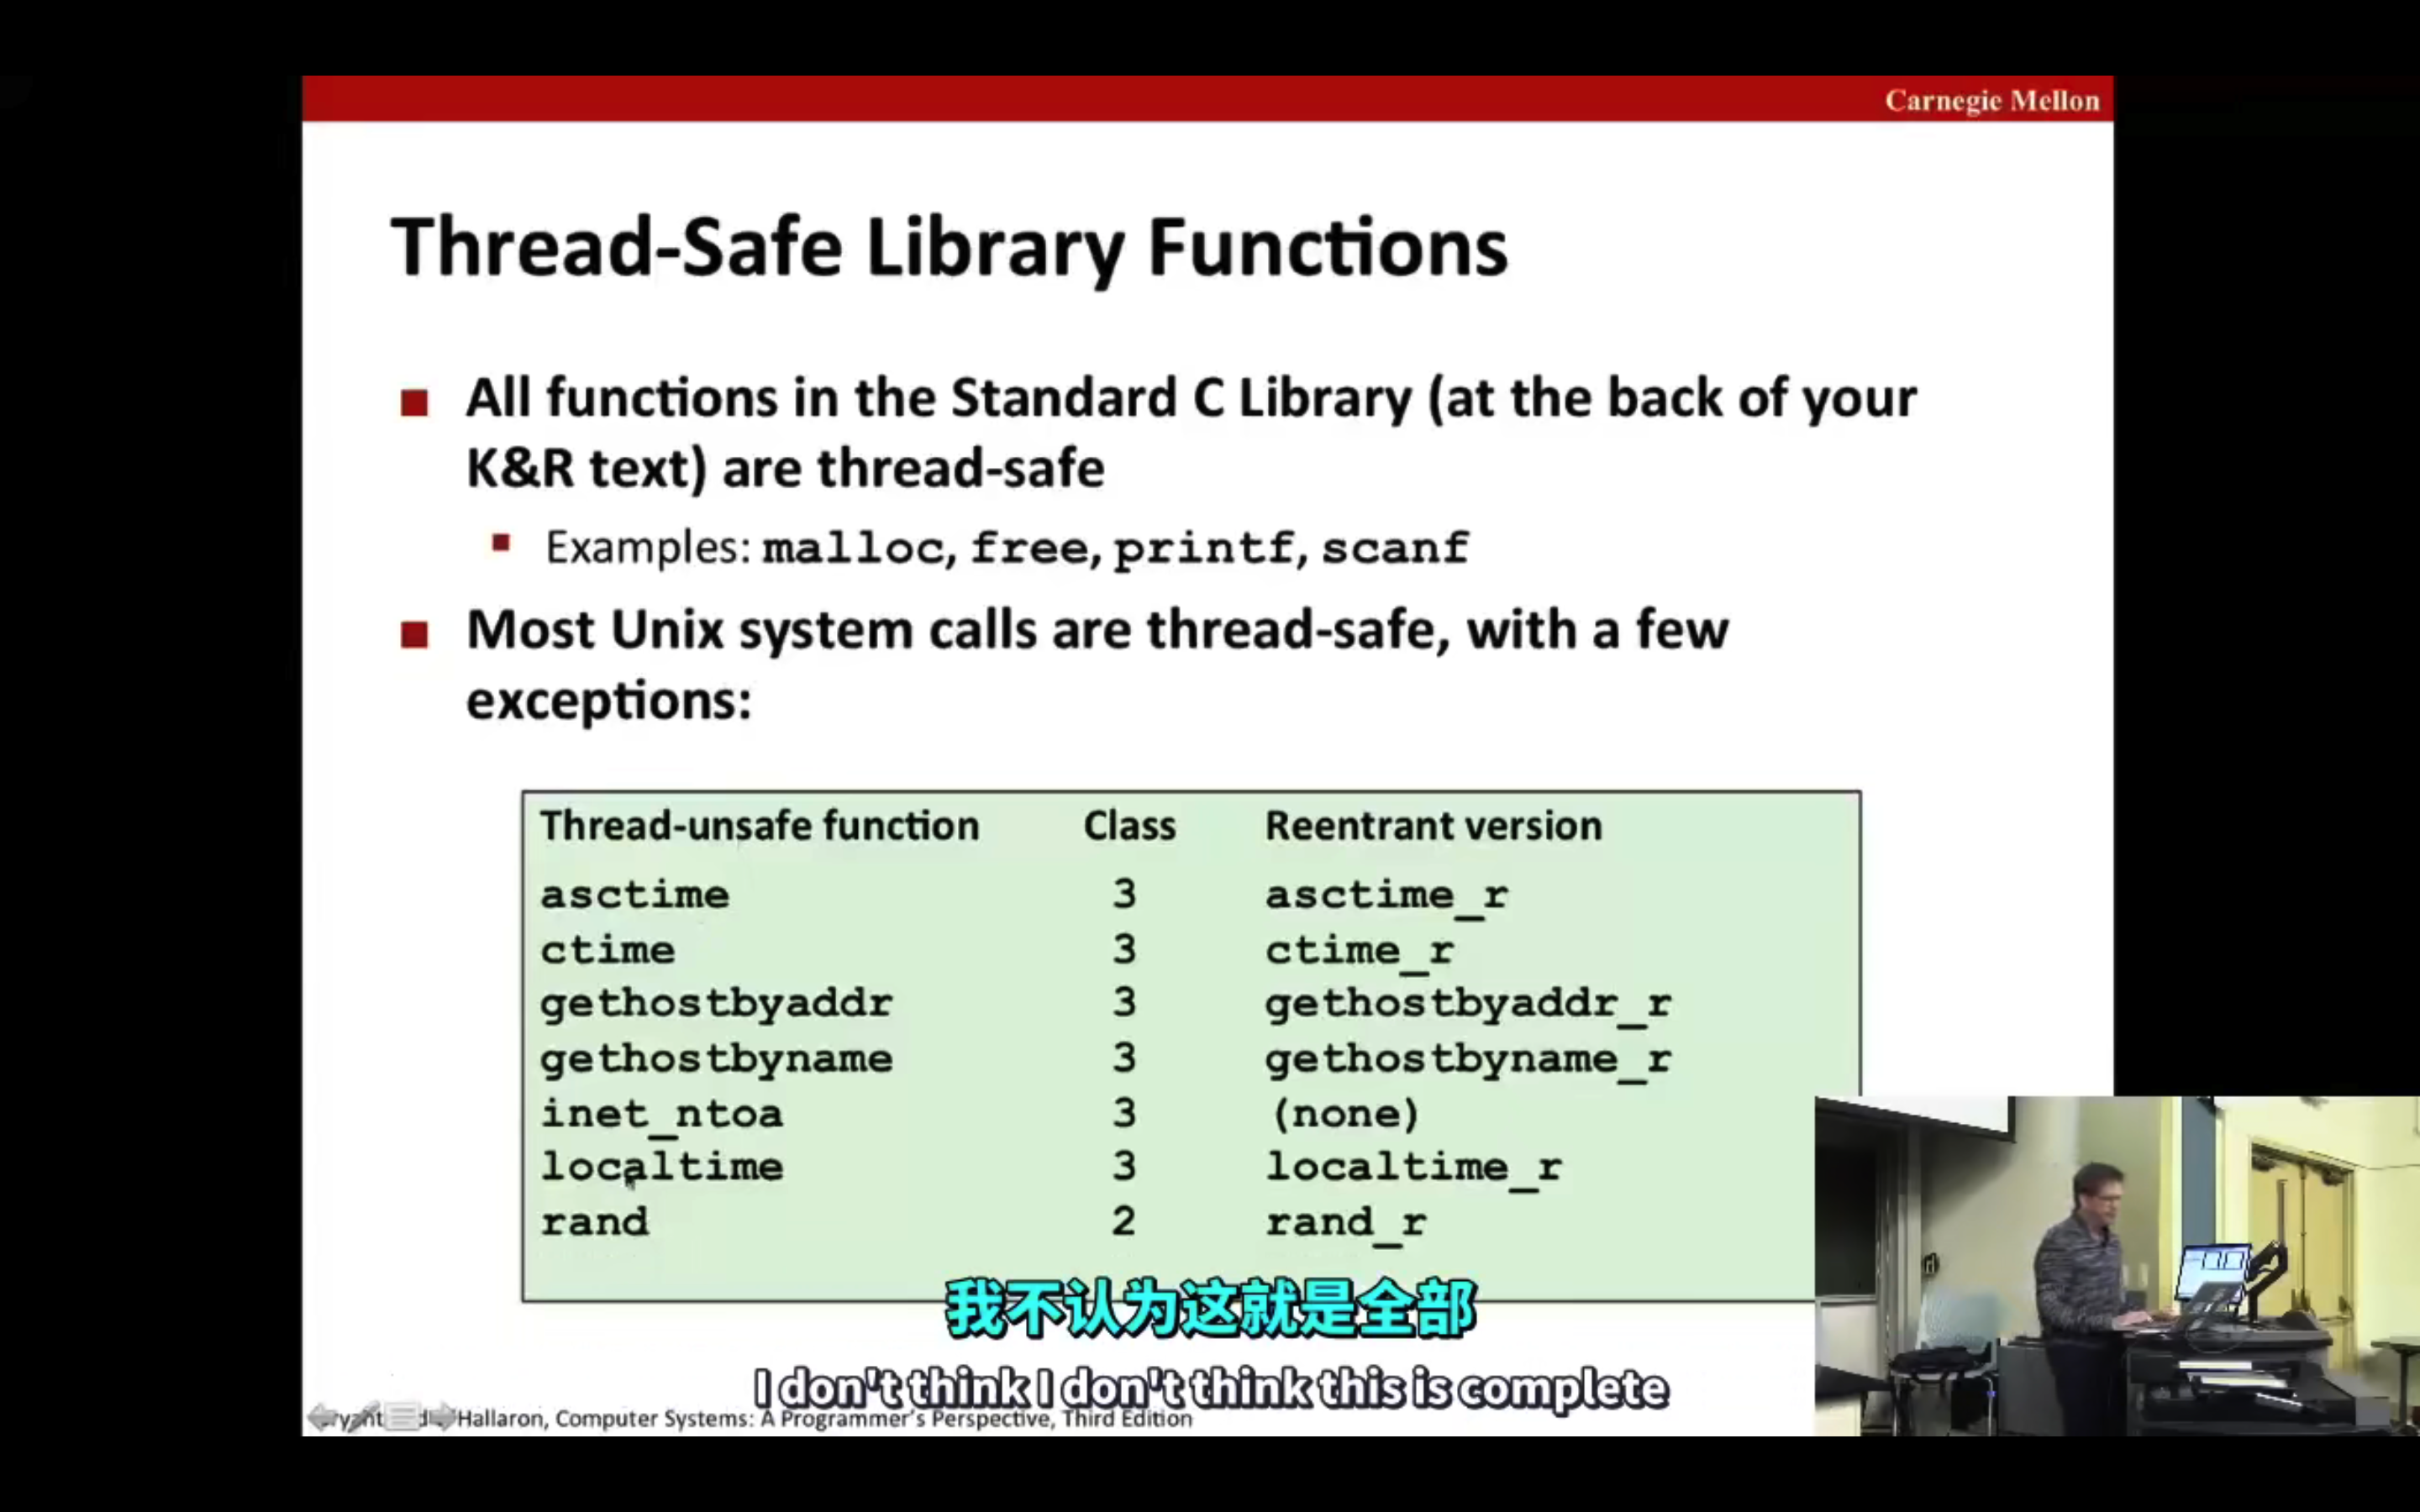 Carnegie Mellon
Thread-Safe Library Functions
All functions in the Standard C Library (at the back of your
K&R text) are thread-safe
Examples: malloc, free, printf, scanf
Most Unix system calls are thread-safe, with a few
exceptions:
Thread-unsafe function Class Reentrant version
asctime 3 asctime_r
ctime 3 ctime_r
gethostbyaddr 3 gethostbyaddr_r
gethostbyname 3 gethostbyname_r
inet_ntoa 3 (none)
localtime 3 localtime_r
rand 2 rand_r
我不认为这就是全部
I don't think I don't think this is complete
Hallaron, Computer Systems: A Programmer's Perspective, Third Edition